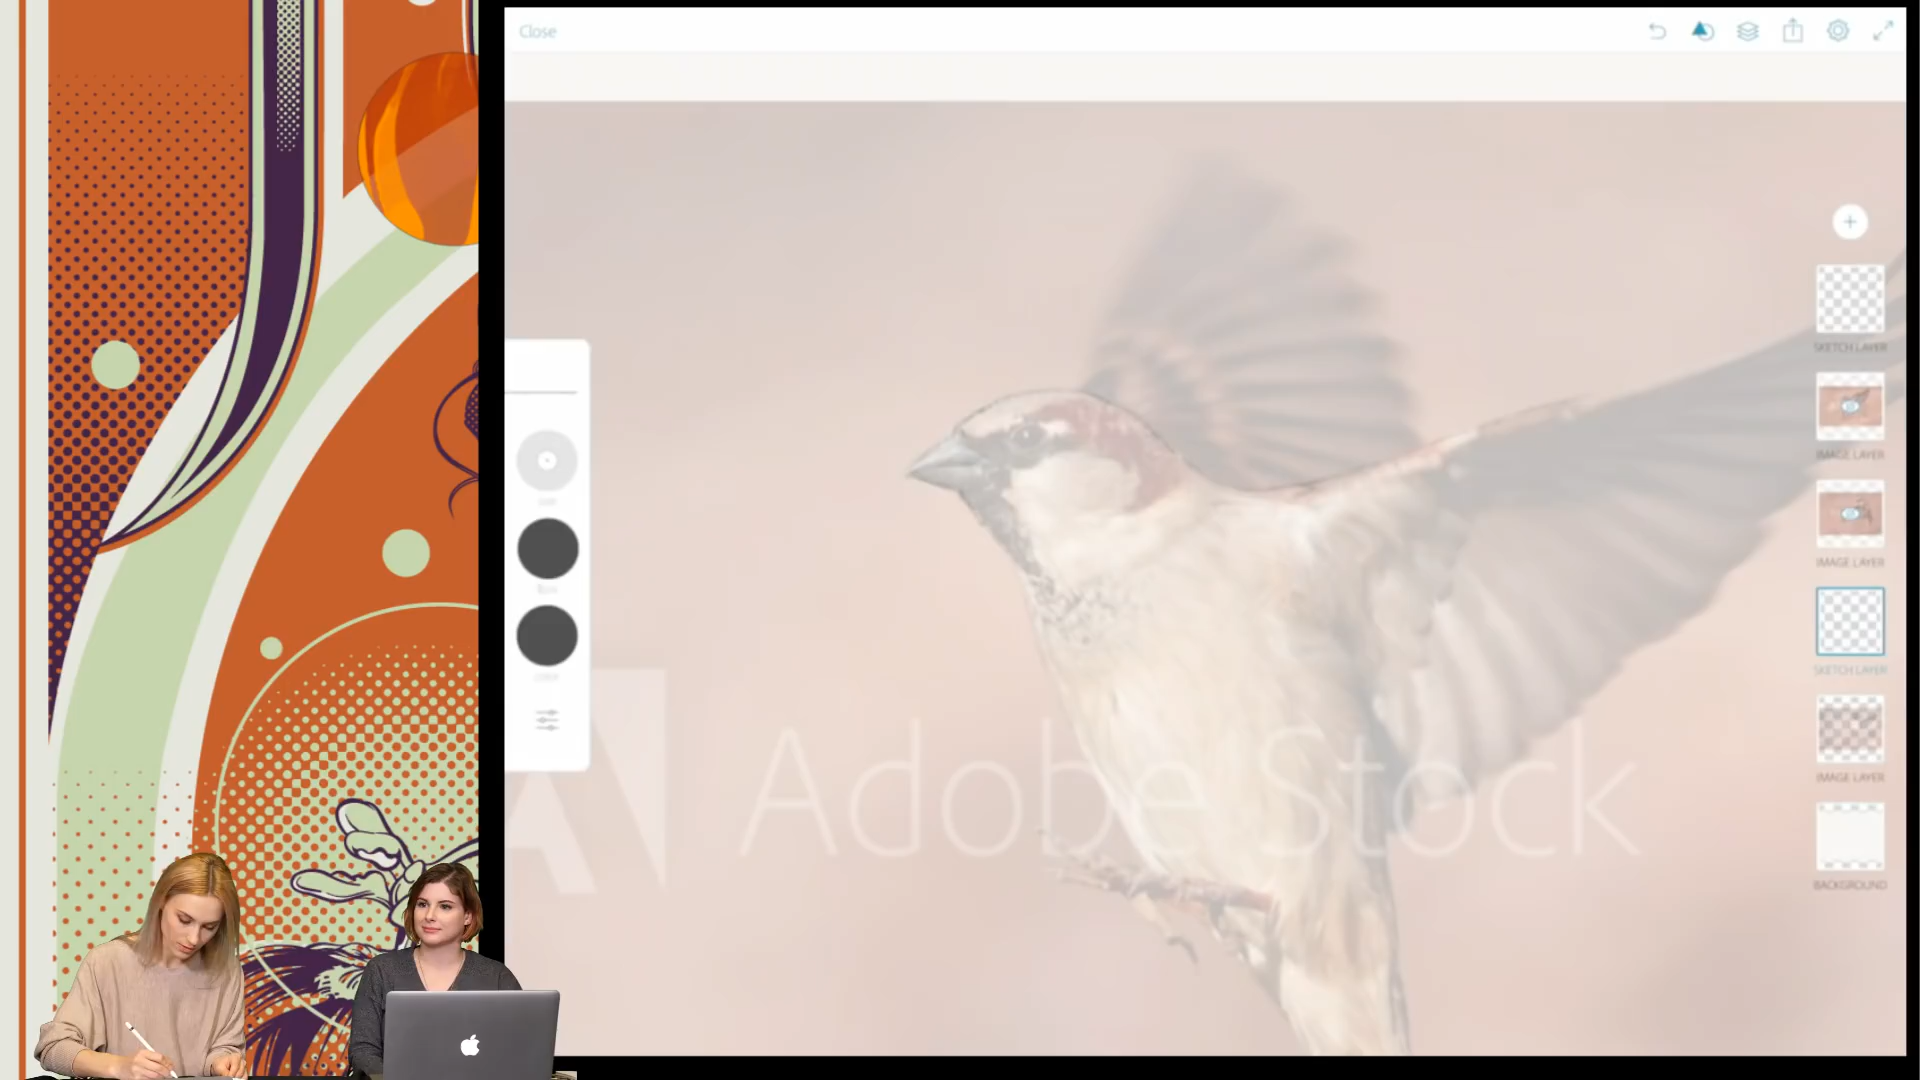 Close
SKETCH LAYER
IMAGE LAYER
IMAGE LAYER
SKETCH LAYER
IMAGE LAYER
BACKGROUND
Adobe Stock